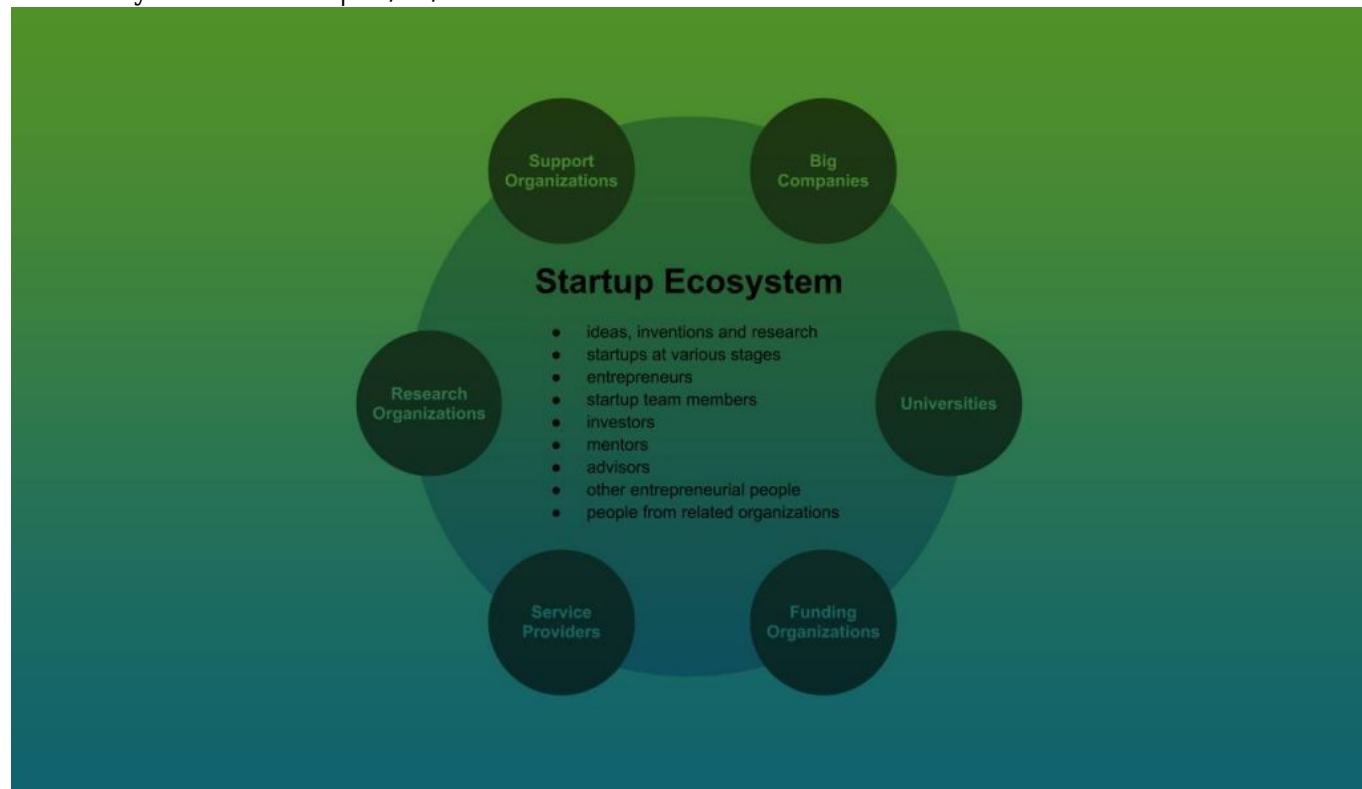 Support
Organizations
Big
Companies
Startup Ecosystem
● ideas, inventions and research
● startups at various stages
● entrepreneurs
● startup team members
● investors
● mentors
● advisors
● other entrepreneurial people
● people from related organizations
Research
Organizations
Universities
Service
Providers
Funding
Organizations